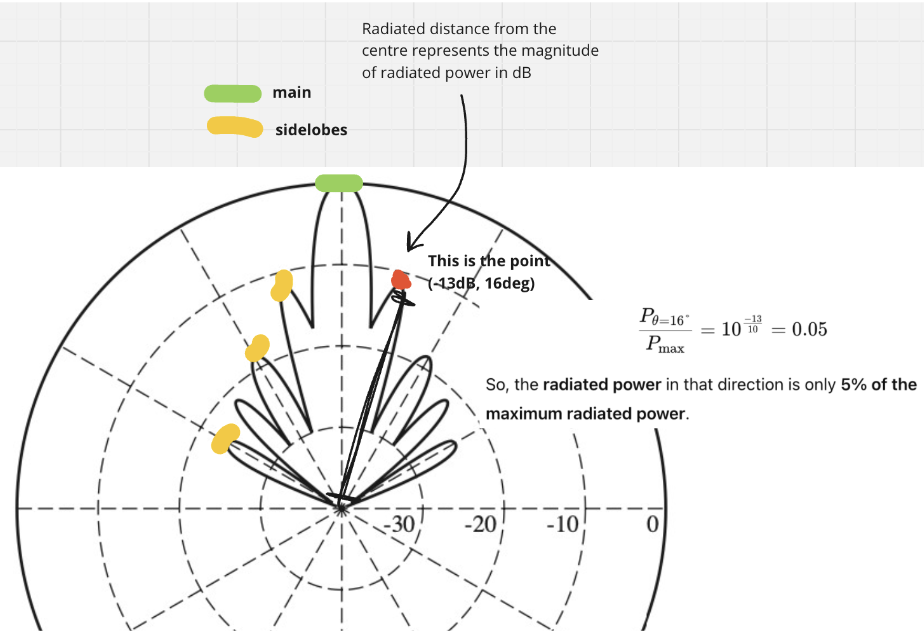 Radiated distance from the
centre represents the magnitude
of radiated power in dB
main
sidelobes
This is the point
(-13dB, 16deg)
P_{θ=16°} / P_{max} = 10^{-13/10} = 0.05
So, the radiated power in that direction is only 5% of the
maximum radiated power.
-30 -20 -10 0